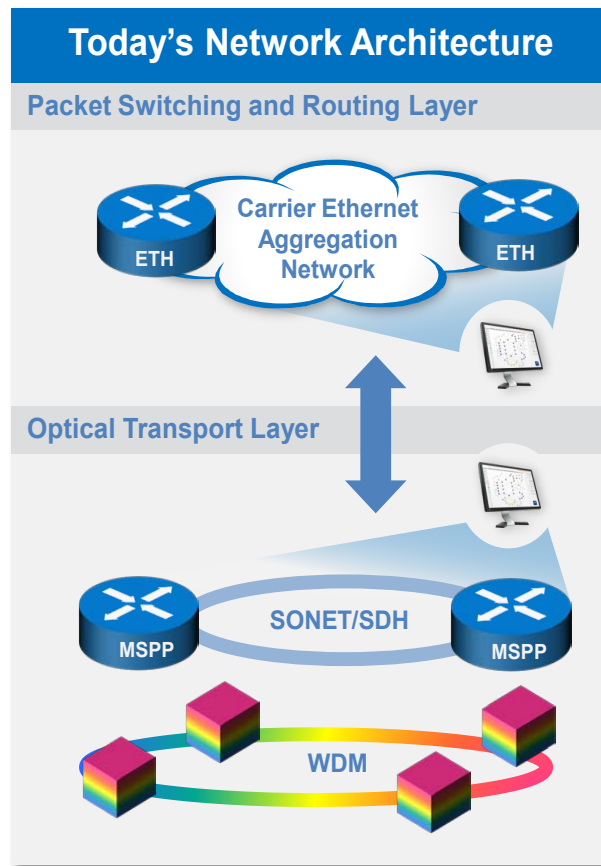 Today's Network Architecture
Packet Switching and Routing Layer
Carrier Ethernet
Aggregation
Network
ETH
ETH
Optical Transport Layer
SONET/SDH
MSPP
MSPP
WDM